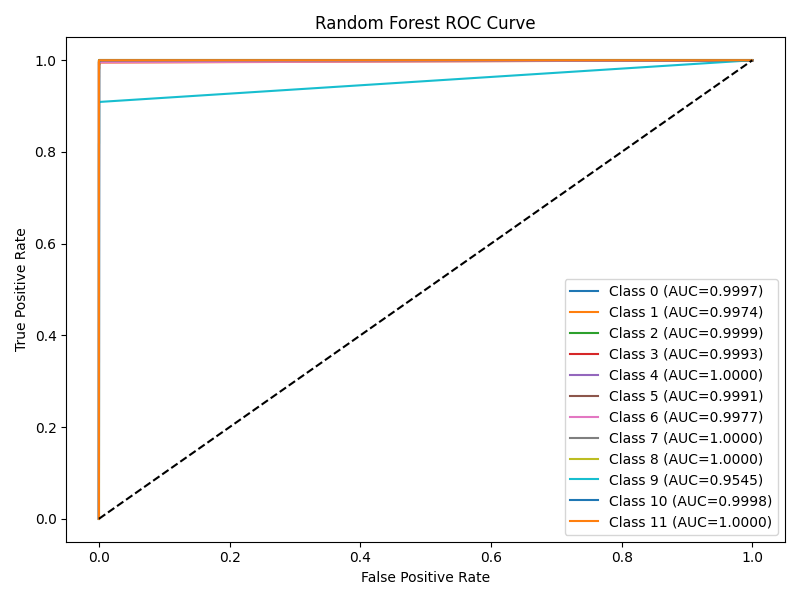 Random Forest ROC Curve
1.0
0.8
0.6
0.4
0.2
0.0
True Positive Rate
Class 0 (AUC=0.9997)
Class 1 (AUC=0.9974)
Class 2 (AUC=0.9999)
Class 3 (AUC=0.9993)
Class 4 (AUC=1.0000)
Class 5 (AUC=0.9991)
Class 6 (AUC=0.9977)
Class 7 (AUC=1.0000)
Class 8 (AUC=1.0000)
Class 9 (AUC=0.9545)
Class 10 (AUC=0.9998)
Class 11 (AUC=1.0000)
0.0 0.2 0.4 0.6 0.8 1.0
False Positive Rate